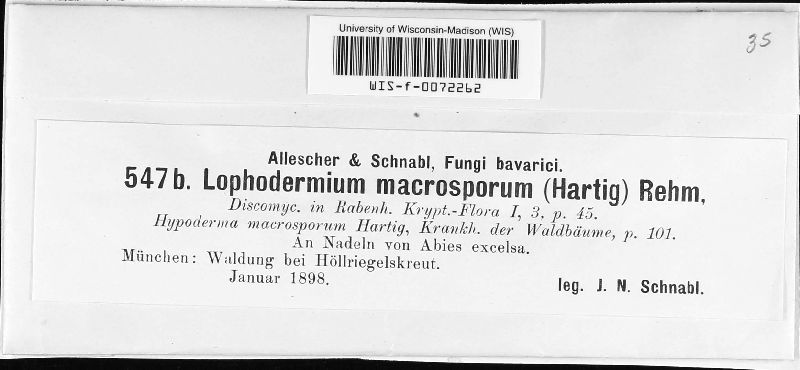 University of Wisconsin-Madison (WIS)
WIS-f-0072262
35
Allescher & Schnabl, Fungi bavarici.
547b. Lophodermium macrosporum (Hartig) Rehm,
Discomyc. in Rabenh. Krypt.-Flora I, 3, p. 45.
Hypoderma macrosporum Hartig, Krankh. der Waldbäume, p. 101.
An Nadeln von Abies excelsa.
München: Waldung bei Höllriegelskreut.
Januar 1898.
leg. J. N. Schnabl.